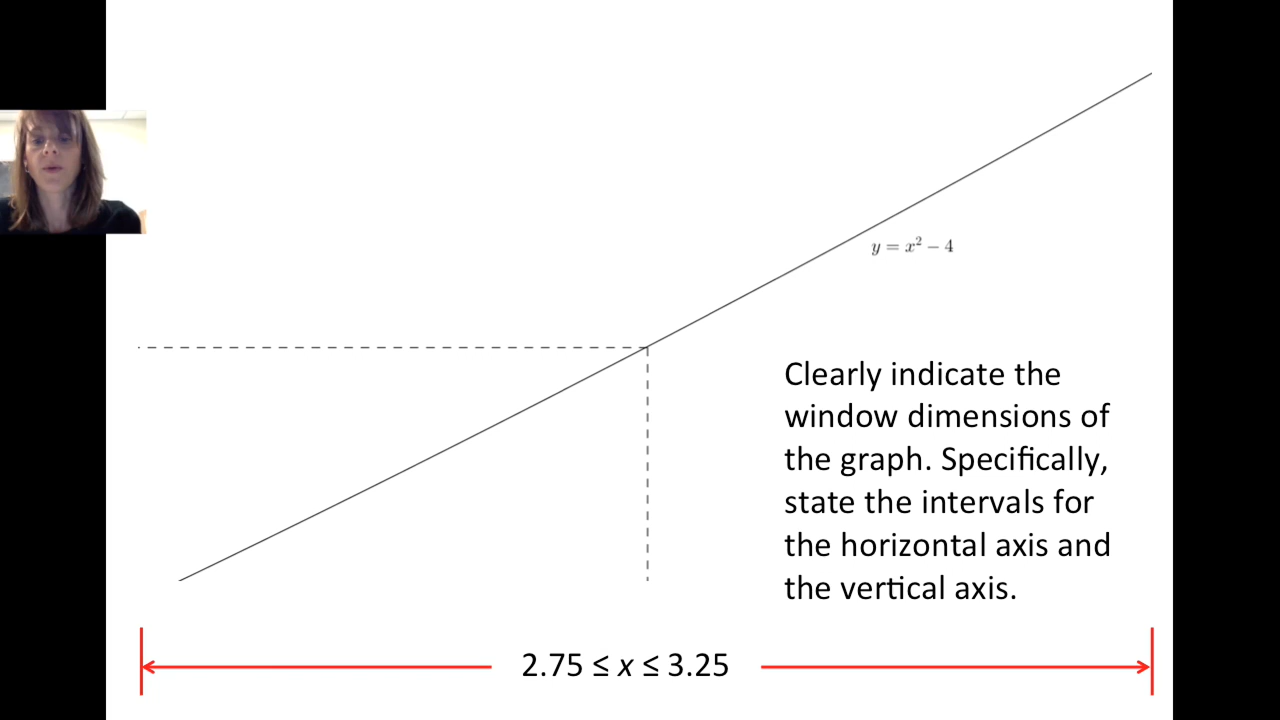 y = x² − 4
Clearly indicate the
window dimensions of
the graph. Specifically,
state the intervals for
the horizontal axis and
the vertical axis.
2.75 ≤ x ≤ 3.25